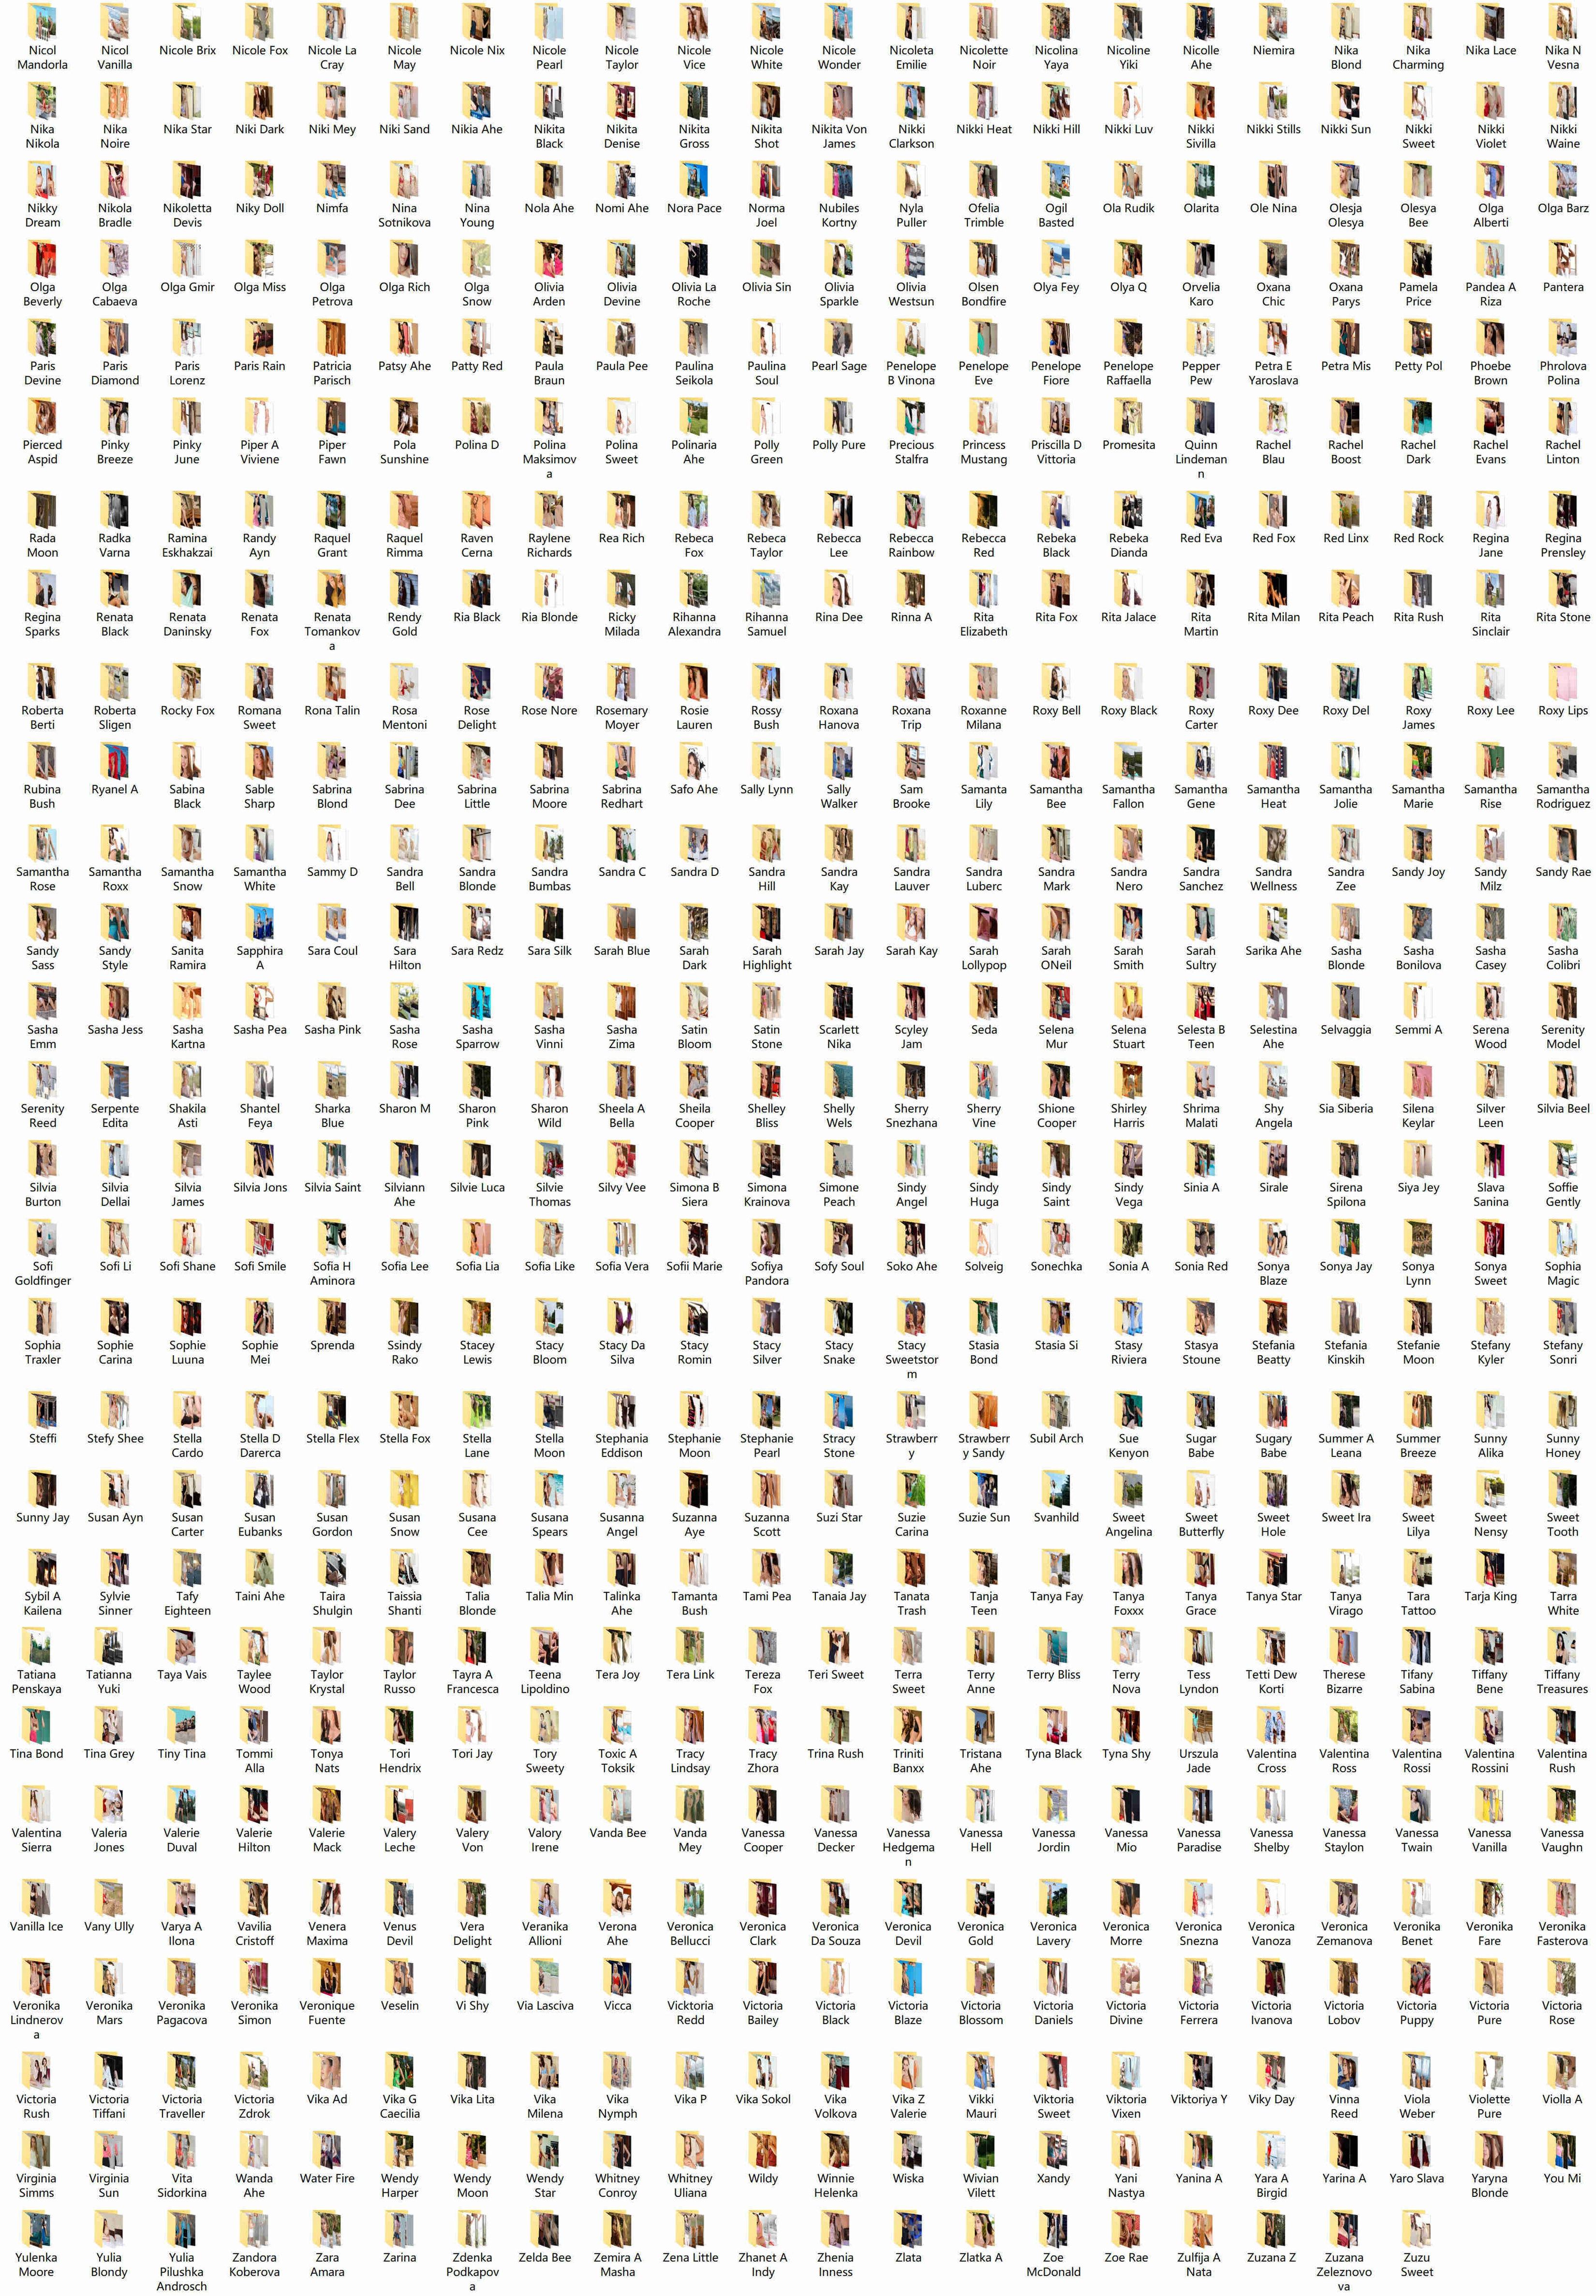 Nicol
Mandorla
Nicol
Vanilla
Nicole Brix
Nicole Fox
Nicole La
Cray
Nicole
May
Nicole Nix
Nicole
Pearl
Nicole
Taylor
Nicole
Vice
Nicole
White
Nicole
Wonder
Nicoleta
Emilie
Nicolette
Noir
Nicolina
Yaya
Nicoline
Yiki
Nicolle
Ahe
Niemira
Nika
Blond
Nika
Charming
Nika Lace
Nika N
Vesna
Nika
Nikola
Nika
Noire
Nika Star
Niki Dark
Niki Mey
Niki Sand
Nikia Ahe
Nikita
Black
Nikita
Denise
Nikita
Gross
Nikita
Shot
Nikita Von
James
Nikki
Clarkson
Nikki Heat
Nikki Hill
Nikki Luv
Nikki
Sivilla
Nikki Stills
Nikki Sun
Nikki
Sweet
Nikki
Violet
Nikki
Waine
Nikky
Dream
Nikola
Bradle
Nikoletta
Devis
Niky Doll
Nimfa
Nina
Sotnikova
Nina
Young
Nola Ahe
Nomi Ahe
Nora Pace
Norma
Joel
Nubiles
Kortny
Nyla
Puller
Ofelia
Trimble
Ogil
Basted
Ola Rudik
Olarita
Ole Nina
Olesja
Olesya
Olesya
Bee
Olga
Alberti
Olga Barz
Olga
Beverly
Olga
Cabaeva
Olga Gmir
Olga Miss
Olga
Petrova
Olga Rich
Olga
Snow
Olivia
Arden
Olivia
Devine
Olivia La
Roche
Olivia Sin
Olivia
Sparkle
Olivia
Westsun
Olsen
Bondfire
Olya Fey
Olya Q
Orvelia
Karo
Oxana
Chic
Oxana
Parys
Pamela
Price
Pandea A
Riza
Pantera
Paris
Devine
Paris
Diamond
Paris
Lorenz
Paris Rain
Patricia
Parisch
Patsy Ahe
Patty Red
Paula
Braun
Paula Pee
Paulina
Seikola
Paulina
Soul
Pearl Sage
Penelope
B Vinona
Penelope
Eve
Penelope
Fiore
Penelope
Raffaella
Pepper
Pew
Petra E
Yaroslava
Petra Mis
Petty Pol
Phoebe
Brown
Phrolova
Polina
Pierced
Aspid
Pinky
Breeze
Pinky
June
Piper A
Viviene
Piper
Fawn
Pola
Sunshine
Polina D
Polina
Maksimov
a
Polina
Sweet
Polinaria
Ahe
Polly
Green
Polly Pure
Precious
Stalfra
Princess
Mustang
Priscilla D
Vittoria
Promesita
Quinn
Lindeman
n
Rachel
Blau
Rachel
Boost
Rachel
Dark
Rachel
Evans
Rachel
Linton
Rada
Moon
Radka
Varna
Ramina
Eskhakzai
Randy
Ayn
Raquel
Grant
Raquel
Rimma
Raven
Cerna
Raylene
Richards
Rea Rich
Rebeca
Fox
Rebeca
Taylor
Rebecca
Lee
Rebecca
Rainbow
Rebecca
Red
Rebeka
Black
Rebeka
Dianda
Red Eva
Red Fox
Red Linx
Red Rock
Regina
Jane
Regina
Prensley
Regina
Sparks
Renata
Black
Renata
Daninsky
Renata
Fox
Renata
Tomankov
a
Rendy
Gold
Ria Black
Ria Blonde
Ricky
Milada
Rihanna
Alexandra
Rihanna
Samuel
Rina Dee
Rinna A
Rita
Elizabeth
Rita Fox
Rita Jalace
Rita
Martin
Rita Milan
Rita Peach
Rita Rush
Rita
Sinclair
Rita Stone
Roberta
Berti
Roberta
Sligen
Rocky Fox
Romana
Sweet
Rona Talin
Rosa
Mentoni
Rose
Delight
Rose Nore
Rosemary
Moyer
Rosie
Lauren
Rossy
Bush
Roxana
Hanova
Roxana
Trip
Roxanne
Milana
Roxy Bell
Roxy Black
Roxy
Carter
Roxy Dee
Roxy Del
Roxy
James
Roxy Lee
Roxy Lips
Rubina
Bush
Ryanel A
Sabina
Black
Sable
Sharp
Sabrina
Blond
Sabrina
Dee
Sabrina
Little
Sabrina
Moore
Sabrina
Redhart
Safo Ahe
Sally Lynn
Sally
Walker
Sam
Brooke
Samanta
Lily
Samantha
Bee
Samantha
Fallon
Samantha
Gene
Samantha
Heat
Samantha
Jolie
Samantha
Marie
Samantha
Rise
Samantha
Rodriguez
Samantha
Rose
Samantha
Roxx
Samantha
Snow
Samantha
White
Sammy D
Sandra
Bell
Sandra
Blonde
Sandra
Bumbas
Sandra C
Sandra D
Sandra
Hill
Sandra
Kay
Sandra
Lauver
Sandra
Luberc
Sandra
Mark
Sandra
Nero
Sandra
Sanchez
Sandra
Wellness
Sandra
Zee
Sandy Joy
Sandy
Milz
Sandy Rae
Sandy
Sass
Sandy
Style
Sanita
Ramira
Sapphira
A
Sara Coul
Sara
Hilton
Sara Redz
Sara Silk
Sarah Blue
Sarah
Dark
Sarah
Highlight
Sarah Jay
Sarah Kay
Sarah
Lollypop
Sarah
ONeil
Sarah
Smith
Sarah
Sultry
Sarika Ahe
Sasha
Blonde
Sasha
Bonilova
Sasha
Casey
Sasha
Colibri
Sasha
Emm
Sasha Jess
Sasha
Kartna
Sasha Pea
Sasha Pink
Sasha
Rose
Sasha
Sparrow
Sasha
Vinni
Sasha
Zima
Satin
Bloom
Satin
Stone
Scarlett
Nika
Scyley
Jam
Seda
Selena
Mur
Selena
Stuart
Selesta B
Teen
Selestina
Ahe
Selvaggia
Semmi A
Serena
Wood
Serenity
Model
Serenity
Reed
Serpente
Edita
Shakila
Asti
Shantel
Feya
Sharka
Blue
Sharon M
Sharon
Pink
Sharon
Wild
Sheela A
Bella
Sheila
Cooper
Shelley
Bliss
Shelly
Wels
Sherry
Snezhana
Sherry
Vine
Shione
Cooper
Shirley
Harris
Shrima
Malati
Shy
Angela
Sia Siberia
Silena
Keylar
Silver
Leen
Silvia Beel
Silvia
Burton
Silvia
Dellai
Silvia
James
Silvia Jons
Silvia Saint
Silviann
Ahe
Silvie Luca
Silvie
Thomas
Silvy Vee
Simona B
Siera
Simona
Krainova
Simone
Peach
Sindy
Angel
Sindy
Huga
Sindy
Saint
Sindy
Vega
Sinia A
Sirale
Sirena
Spilona
Siya Jey
Slava
Sanina
Soffie
Gently
Sofi
Goldfinger
Sofi Li
Sofi Shane
Sofi Smile
Sofia H
Aminora
Sofia Lee
Sofia Lia
Sofia Like
Sofia Vera
Sofii Marie
Sofiya
Pandora
Sofy Soul
Soko Ahe
Solveig
Sonechka
Sonia A
Sonia Red
Sonya
Blaze
Sonya Jay
Sonya
Lynn
Sonya
Sweet
Sophia
Magic
Sophia
Traxler
Sophie
Carina
Sophie
Luuna
Sophie
Mei
Sprenda
Ssindy
Rako
Stacey
Lewis
Stacy
Bloom
Stacy Da
Silva
Stacy
Romin
Stacy
Silver
Stacy
Snake
Stacy
Sweetstor
m
Stasia
Bond
Stasia Si
Stasy
Riviera
Stasya
Stoune
Stefania
Beatty
Stefania
Kinskih
Stefanie
Moon
Stefany
Kyler
Stefany
Sonri
Steffi
Stefy Shee
Stella
Cardo
Stella D
Darerca
Stella Flex
Stella Fox
Stella
Lane
Stella
Moon
Stephania
Eddison
Stephanie
Moon
Stephanie
Pearl
Stracy
Stone
Strawberr
y
Strawberr
y Sandy
Subil Arch
Sue
Kenyon
Sugar
Babe
Sugary
Babe
Summer A
Leana
Summer
Breeze
Sunny
Alika
Sunny
Honey
Sunny Jay
Susan Ayn
Susan
Carter
Susan
Eubanks
Susan
Gordon
Susan
Snow
Susana
Cee
Susana
Spears
Susanna
Angel
Suzanna
Aye
Suzanna
Scott
Suzi Star
Suzie
Carina
Suzie Sun
Svanhild
Sweet
Angelina
Sweet
Butterfly
Sweet
Hole
Sweet Ira
Sweet
Lilya
Sweet
Nensy
Sweet
Tooth
Sybil A
Kailena
Sylvie
Sinner
Tafy
Eighteen
Taini Ahe
Taira
Shulgin
Taissia
Shanti
Talia
Blonde
Talia Min
Talinka
Ahe
Tamanta
Bush
Tami Pea
Tanaia Jay
Tanata
Trash
Tanja
Teen
Tanya Fay
Tanya
Foxxx
Tanya
Grace
Tanya Star
Tanya
Virago
Tara
Tattoo
Tarja King
Tarra
White
Tatiana
Penskaya
Tatianna
Yuki
Taya Vais
Taylee
Wood
Taylor
Krystal
Taylor
Russo
Tayra A
Francesca
Teena
Lipoldino
Tera Joy
Tera Link
Tereza
Fox
Teri Sweet
Terra
Sweet
Terry
Anne
Terry Bliss
Terry
Nova
Tess
Lyndon
Tetti Dew
Korti
Therese
Bizarre
Tifany
Sabina
Tiffany
Bene
Tiffany
Treasures
Tina Bond
Tina Grey
Tiny Tina
Tommi
Alla
Tonya
Nats
Tori
Hendrix
Tori Jay
Tory
Sweety
Toxic A
Toksik
Tracy
Lindsay
Tracy
Zhora
Trina Rush
Triniti
Banxx
Tristana
Ahe
Tyna Black
Tyna Shy
Urszula
Jade
Valentina
Cross
Valentina
Ross
Valentina
Rossi
Valentina
Rossini
Valentina
Rush
Valentina
Sierra
Valeria
Jones
Valerie
Duval
Valerie
Hilton
Valerie
Mack
Valery
Leche
Valery
Von
Valory
Irene
Vanda Bee
Vanda
Mey
Vanessa
Cooper
Vanessa
Decker
Vanessa
Hedgema
n
Vanessa
Hell
Vanessa
Jordin
Vanessa
Mio
Vanessa
Paradise
Vanessa
Shelby
Vanessa
Staylon
Vanessa
Twain
Vanessa
Vanilla
Vanessa
Vaughn
Vanilla Ice
Vany Ully
Varya A
Ilona
Vavilia
Cristoff
Venera
Maxima
Venus
Devil
Vera
Delight
Veranika
Allioni
Verona
Ahe
Veronica
Bellucci
Veronica
Clark
Veronica
Da Souza
Veronica
Devil
Veronica
Gold
Veronica
Lavery
Veronica
Morre
Veronica
Snezna
Veronica
Vanoza
Veronica
Zemanova
Veronika
Benet
Veronika
Fare
Veronika
Fasterova
Veronika
Lindnerov
a
Veronika
Mars
Veronika
Pagacova
Veronika
Simon
Veronique
Fuente
Veselin
Vi Shy
Via Lasciva
Vicca
Vicktoria
Redd
Victoria
Bailey
Victoria
Black
Victoria
Blaze
Victoria
Blossom
Victoria
Daniels
Victoria
Divine
Victoria
Ferrera
Victoria
Ivanova
Victoria
Lobov
Victoria
Puppy
Victoria
Pure
Victoria
Rose
Victoria
Rush
Victoria
Tiffani
Victoria
Traveller
Victoria
Zdrok
Vika Ad
Vika G
Caecilia
Vika Lita
Vika
Milena
Vika
Nymph
Vika P
Vika Sokol
Vika
Volkova
Vika Z
Valerie
Vikki
Mauri
Viktoria
Sweet
Viktoria
Vixen
Viktoriya Y
Viky Day
Vinna
Reed
Viola
Weber
Violette
Pure
Violla A
Virginia
Simms
Virginia
Sun
Vita
Sidorkina
Wanda
Ahe
Water Fire
Wendy
Harper
Wendy
Moon
Wendy
Star
Whitney
Conroy
Whitney
Uliana
Wildy
Winnie
Helenka
Wiska
Wivian
Vilett
Xandy
Yani
Nastya
Yanina A
Yara A
Birgid
Yarina A
Yaro Slava
Yaryna
Blonde
You Mi
Yulenka
Moore
Yulia
Blondy
Yulia
Pilushka
Androsch
Zandora
Koberova
Zara
Amara
Zarina
Zdenka
Podkapov
a
Zelda Bee
Zemira A
Masha
Zena Little
Zhanet A
Indy
Zhenia
Inness
Zlata
Zlatka A
Zoe
McDonald
Zoe Rae
Zulfija A
Nata
Zuzana Z
Zuzana
Zeleznovo
va
Zuzu
Sweet